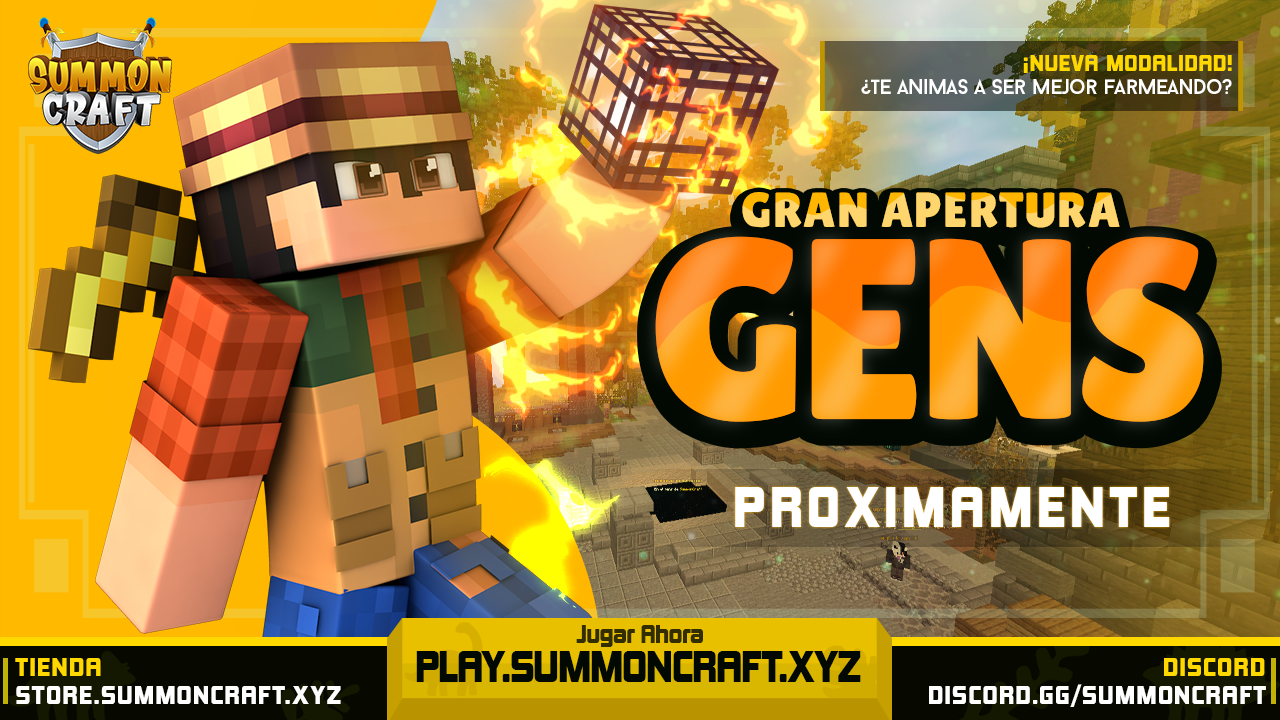 SUMMON
CRAFT
¡NUEVA MODALIDAD!
¿TE ANIMAS A SER MEJOR FARMEANDO?
GRAN APERTURA
GENS
PROXIMAMENTE
TIENDA
STORE.SUMMONCRAFT.XYZ
Jugar Ahora
PLAY.SUMMONCRAFT.XYZ
DISCORD
DISCORD.GG/SUMMONCRAFT